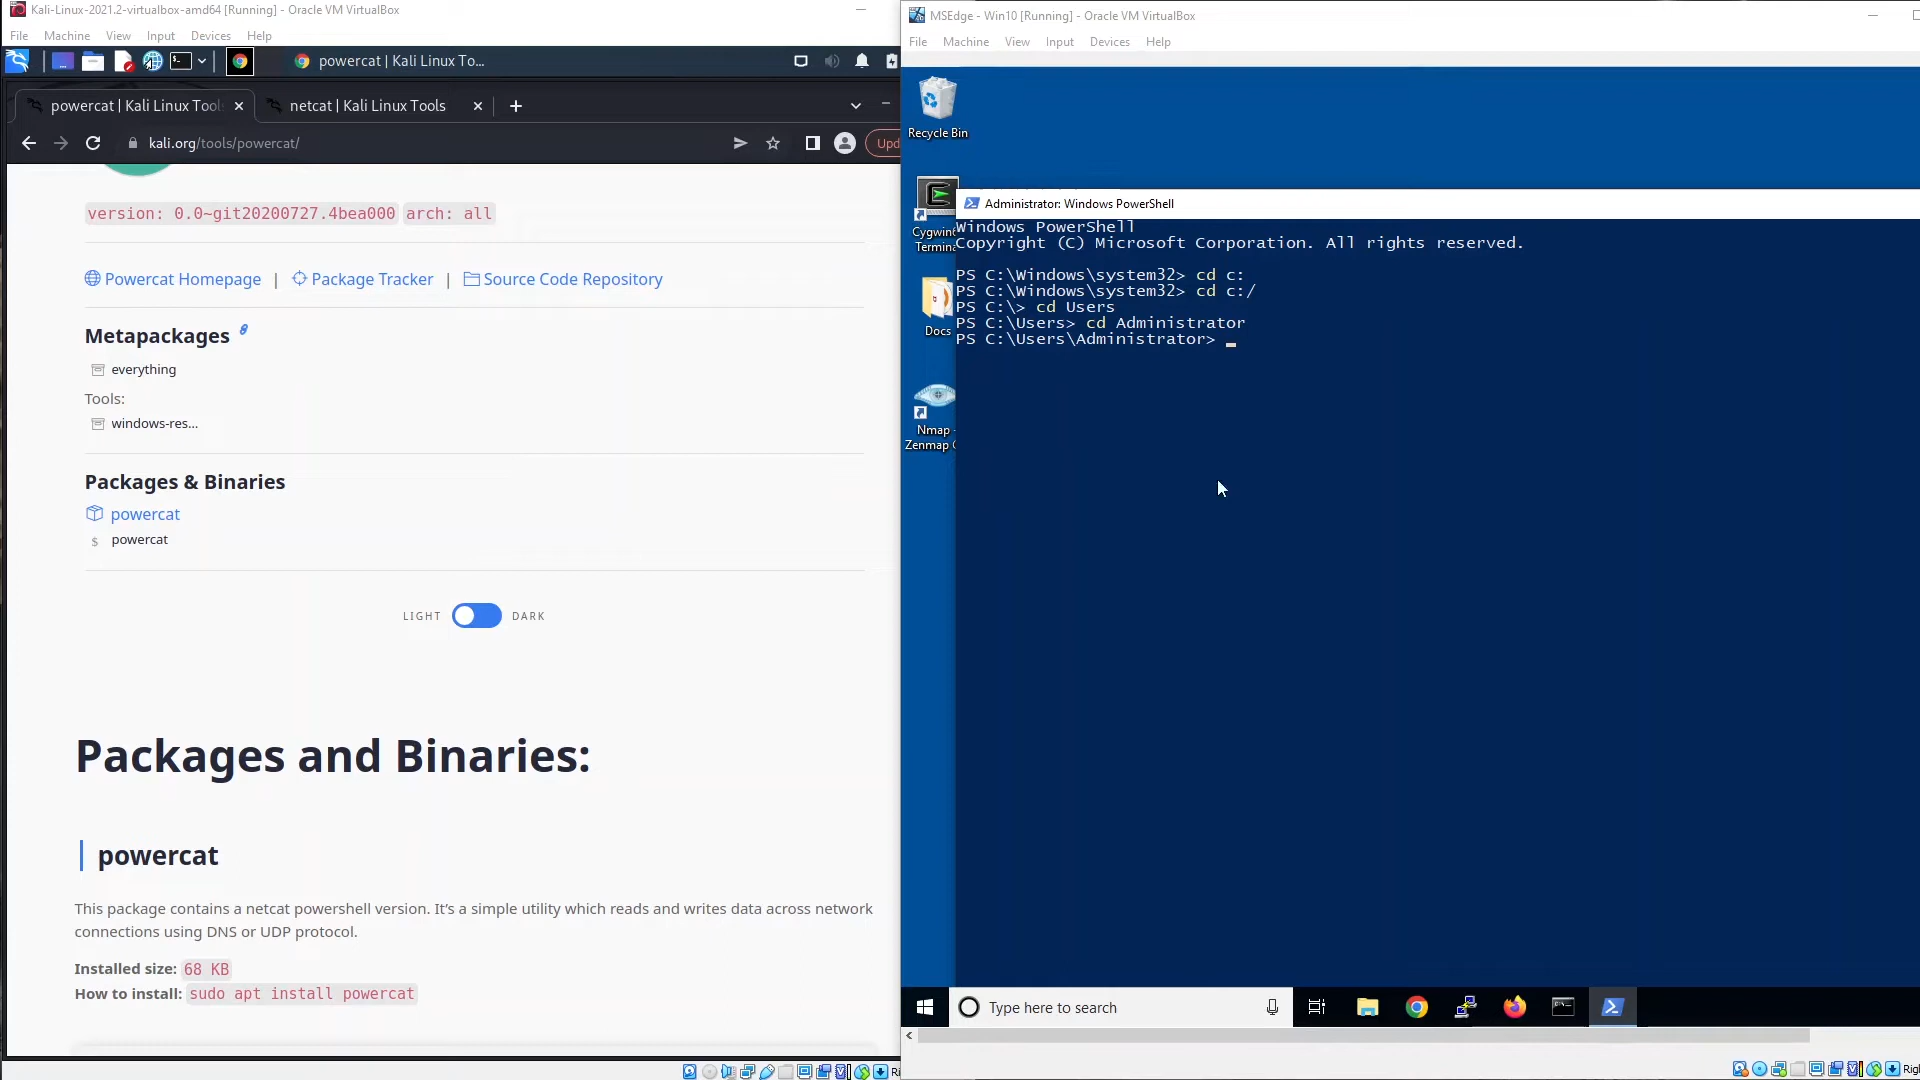 Kali-Linux-2021.2-virtualbox-amd64 [Running] - Oracle VM VirtualBox
File Machine View Input Devices Help
powercat | Kali Linux To...
powercat | Kali Linux Tools
netcat | Kali Linux Tools
kali.org/tools/powercat/
version: 0.0~git20200727.4bea000 arch: all
Powercat Homepage | Package Tracker | Source Code Repository
Metapackages
everything
Tools:
windows-res...
Packages & Binaries
powercat
$ powercat
LIGHT DARK
Packages and Binaries:
powercat
This package contains a netcat powershell version. It's a simple utility which reads and writes data across network
connections using DNS or UDP protocol.
Installed size: 68 KB
How to install: sudo apt install powercat
MSEdge - Win10 [Running] - Oracle VM VirtualBox
File Machine View Input Devices Help
Recycle Bin
Docs
Nmap -
Zenmap
Administrator: Windows PowerShell
Windows PowerShell
Copyright (C) Microsoft Corporation. All rights reserved.
PS C:\Windows\system32> cd c:
PS C:\Windows\system32> cd c:/
PS C:\> cd Users
PS C:\Users> cd Administrator
PS C:\Users\Administrator>
Type here to search